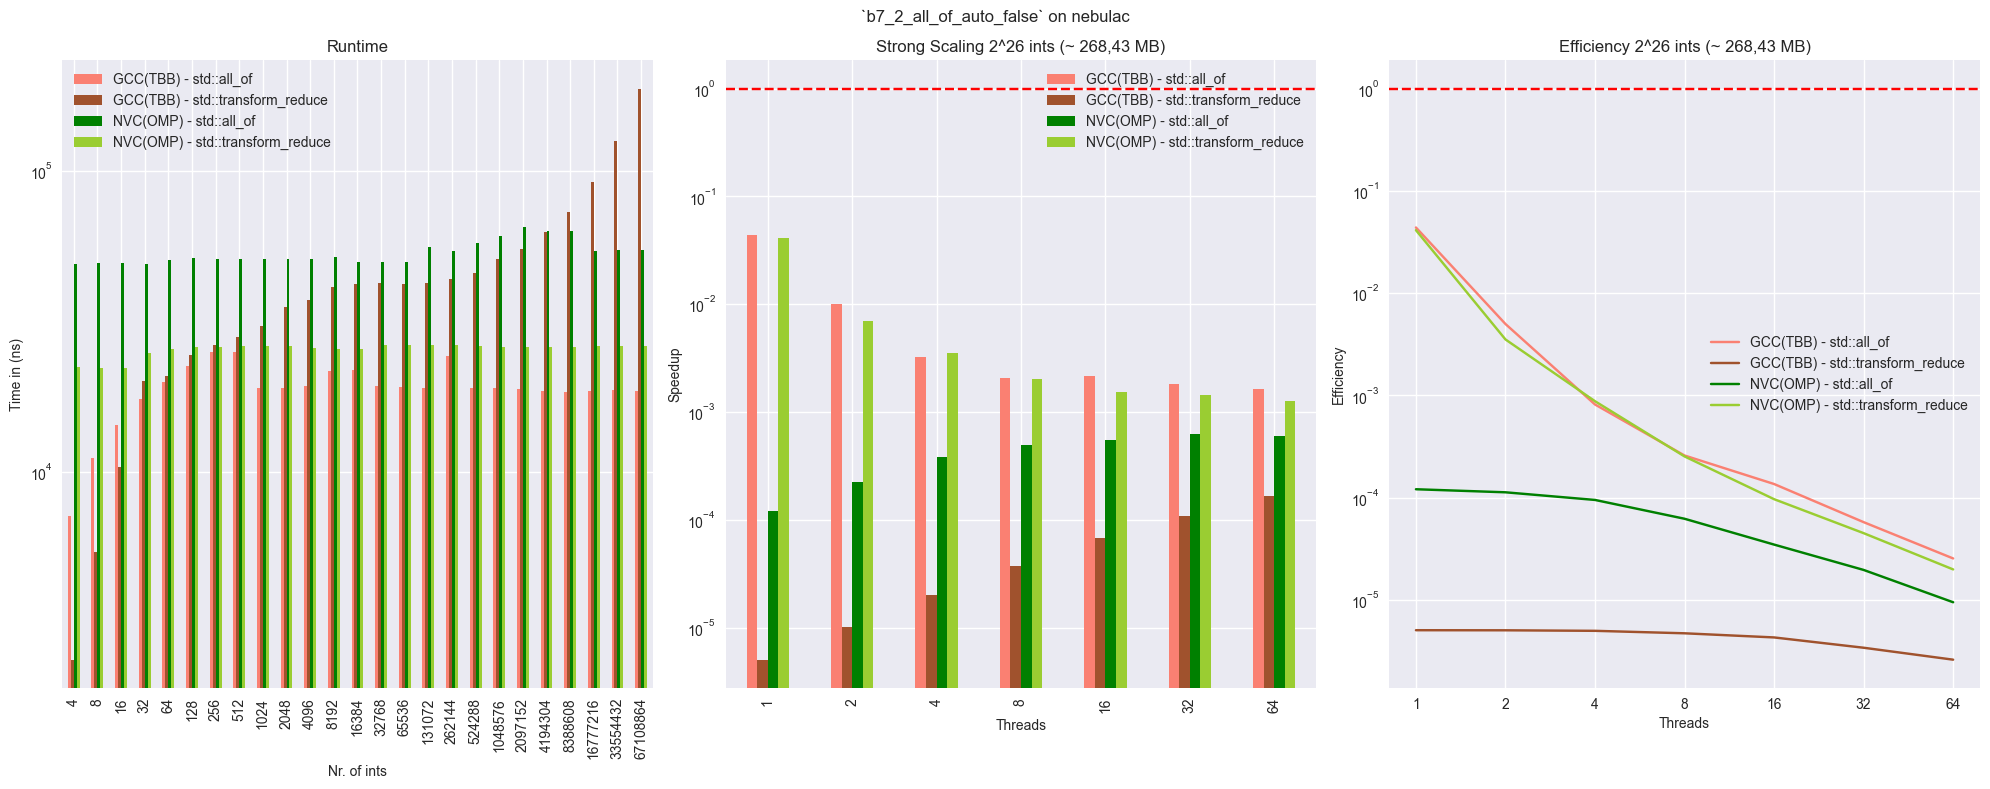 `b7_2_all_of_auto_false` on nebulac
Runtime
GCC(TBB) - std::all_of
GCC(TBB) - std::transform_reduce
NVC(OMP) - std::all_of
NVC(OMP) - std::transform_reduce
10^5
10^4
Time in (ns)
4
8
16
32
64
128
256
512
1024
2048
4096
8192
16384
32768
65536
131072
262144
524288
1048576
2097152
4194304
8388608
16777216
33554432
67108864
Nr. of ints
Strong Scaling 2^26 ints (~ 268,43 MB)
GCC(TBB) - std::all_of
GCC(TBB) - std::transform_reduce
NVC(OMP) - std::all_of
NVC(OMP) - std::transform_reduce
10^0
10^-1
10^-2
10^-3
10^-4
10^-5
Speedup
1
2
4
8
16
32
64
Threads
Efficiency 2^26 ints (~ 268,43 MB)
10^0
10^-1
10^-2
10^-3
10^-4
10^-5
Efficiency
GCC(TBB) - std::all_of
GCC(TBB) - std::transform_reduce
NVC(OMP) - std::all_of
NVC(OMP) - std::transform_reduce
1
2
4
8
16
32
64
Threads